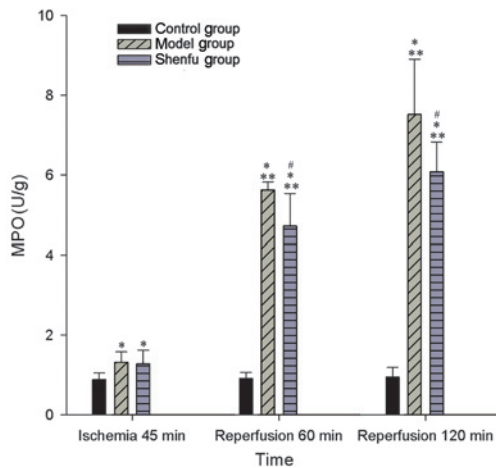 Control group
Model group
Shenfu group
MPO (U/g)
10
8
6
4
2
0
* * *
** #
*
** *
** #
*
**
Ischemia 45 min Reperfusion 60 min Reperfusion 120 min
Time